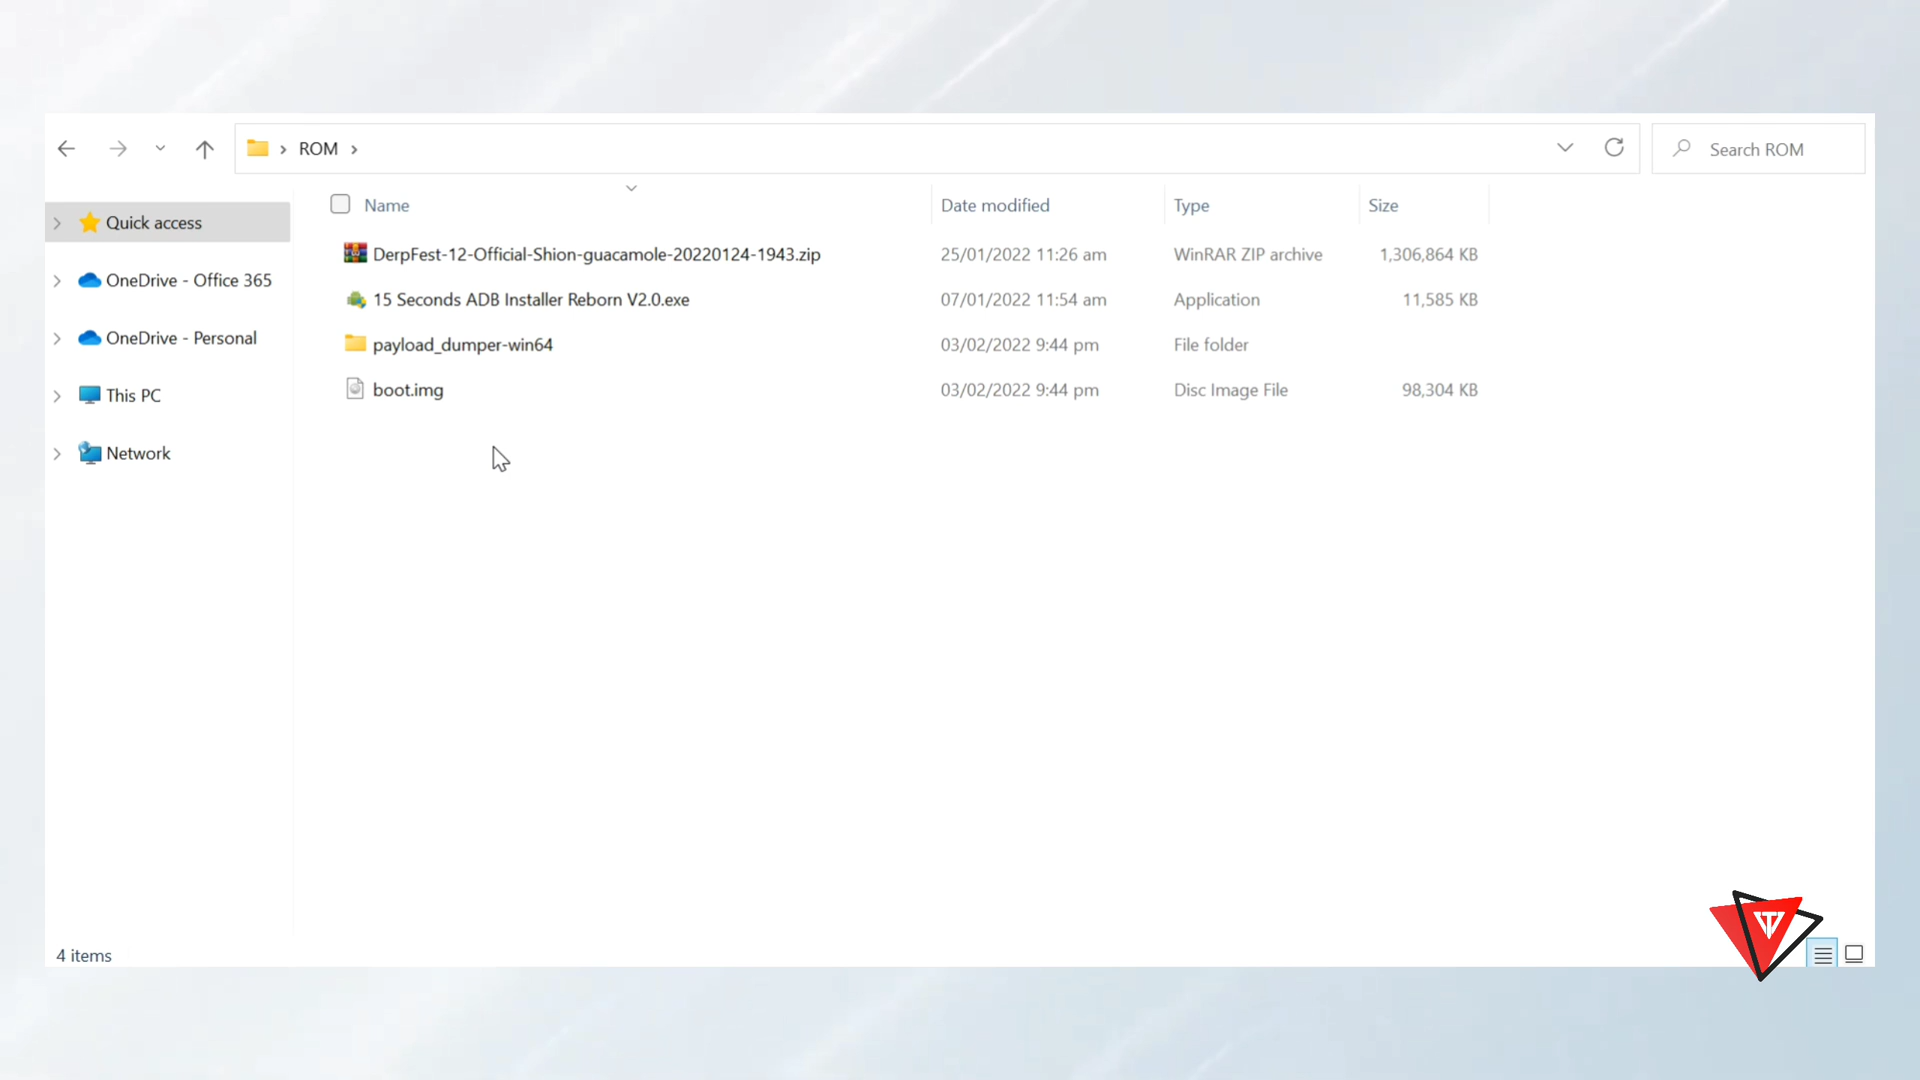 ROM
Search ROM
Name Date modified Type Size
Quick access
OneDrive - Office 365
OneDrive - Personal
This PC
Network
DerpFest-12-Official-Shion-guacamole-20220124-1943.zip 25/01/2022 11:26 am WinRAR ZIP archive 1,306,864 KB
15 Seconds ADB Installer Reborn V2.0.exe 07/01/2022 11:54 am Application 11,585 KB
payload_dumper-win64 03/02/2022 9:44 pm File folder
boot.img 03/02/2022 9:44 pm Disc Image File 98,304 KB
4 items